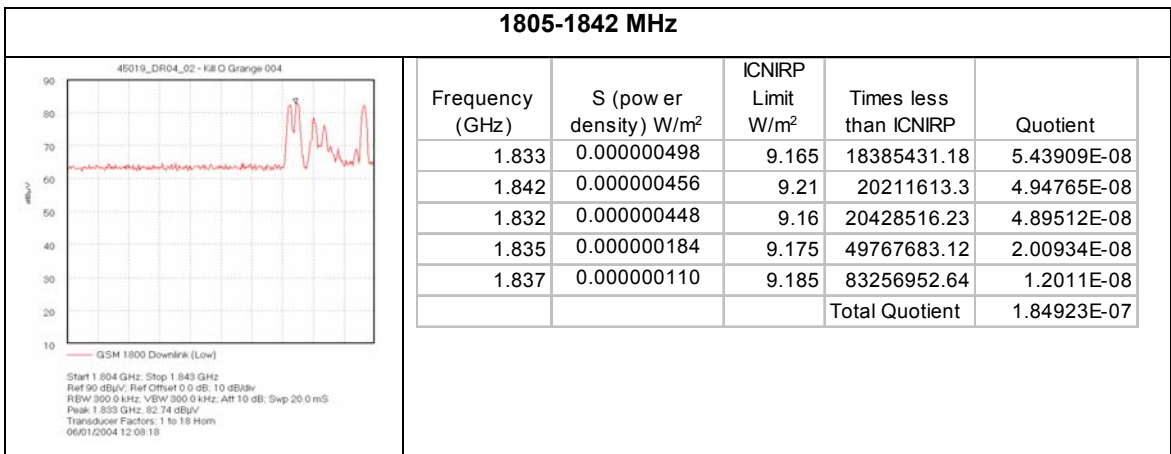 1805-1842 MHz
45019_DR04_02 - Kill O Grange 004
90
80
70
60
50
40
30
20
10
dBµV
GSM 1800 Downlink (Low)
Start 1.804 GHz; Stop 1.843 GHz
Ref 90 dBµV; Ref Offset 0.0 dB; 10 dB/div
RBW 300.0 kHz; VBW 300.0 kHz; Att 10 dB; Swp 20.0 mS
Peak 1.833 GHz, 82.74 dBµV
Transducer Factors: 1 to 18 Horn
06/01/2004 12:08:18
Frequency (GHz) S (pow er density) W/m² ICNIRP Limit W/m² Times less than ICNIRP Quotient
1.833 0.000000498 9.165 18385431.18 5.43909E-08
1.842 0.000000456 9.21 20211613.3 4.94765E-08
1.832 0.000000448 9.16 20428516.23 4.89512E-08
1.835 0.000000184 9.175 49767683.12 2.00934E-08
1.837 0.000000110 9.185 83256952.64 1.2011E-08
Total Quotient 1.84923E-07